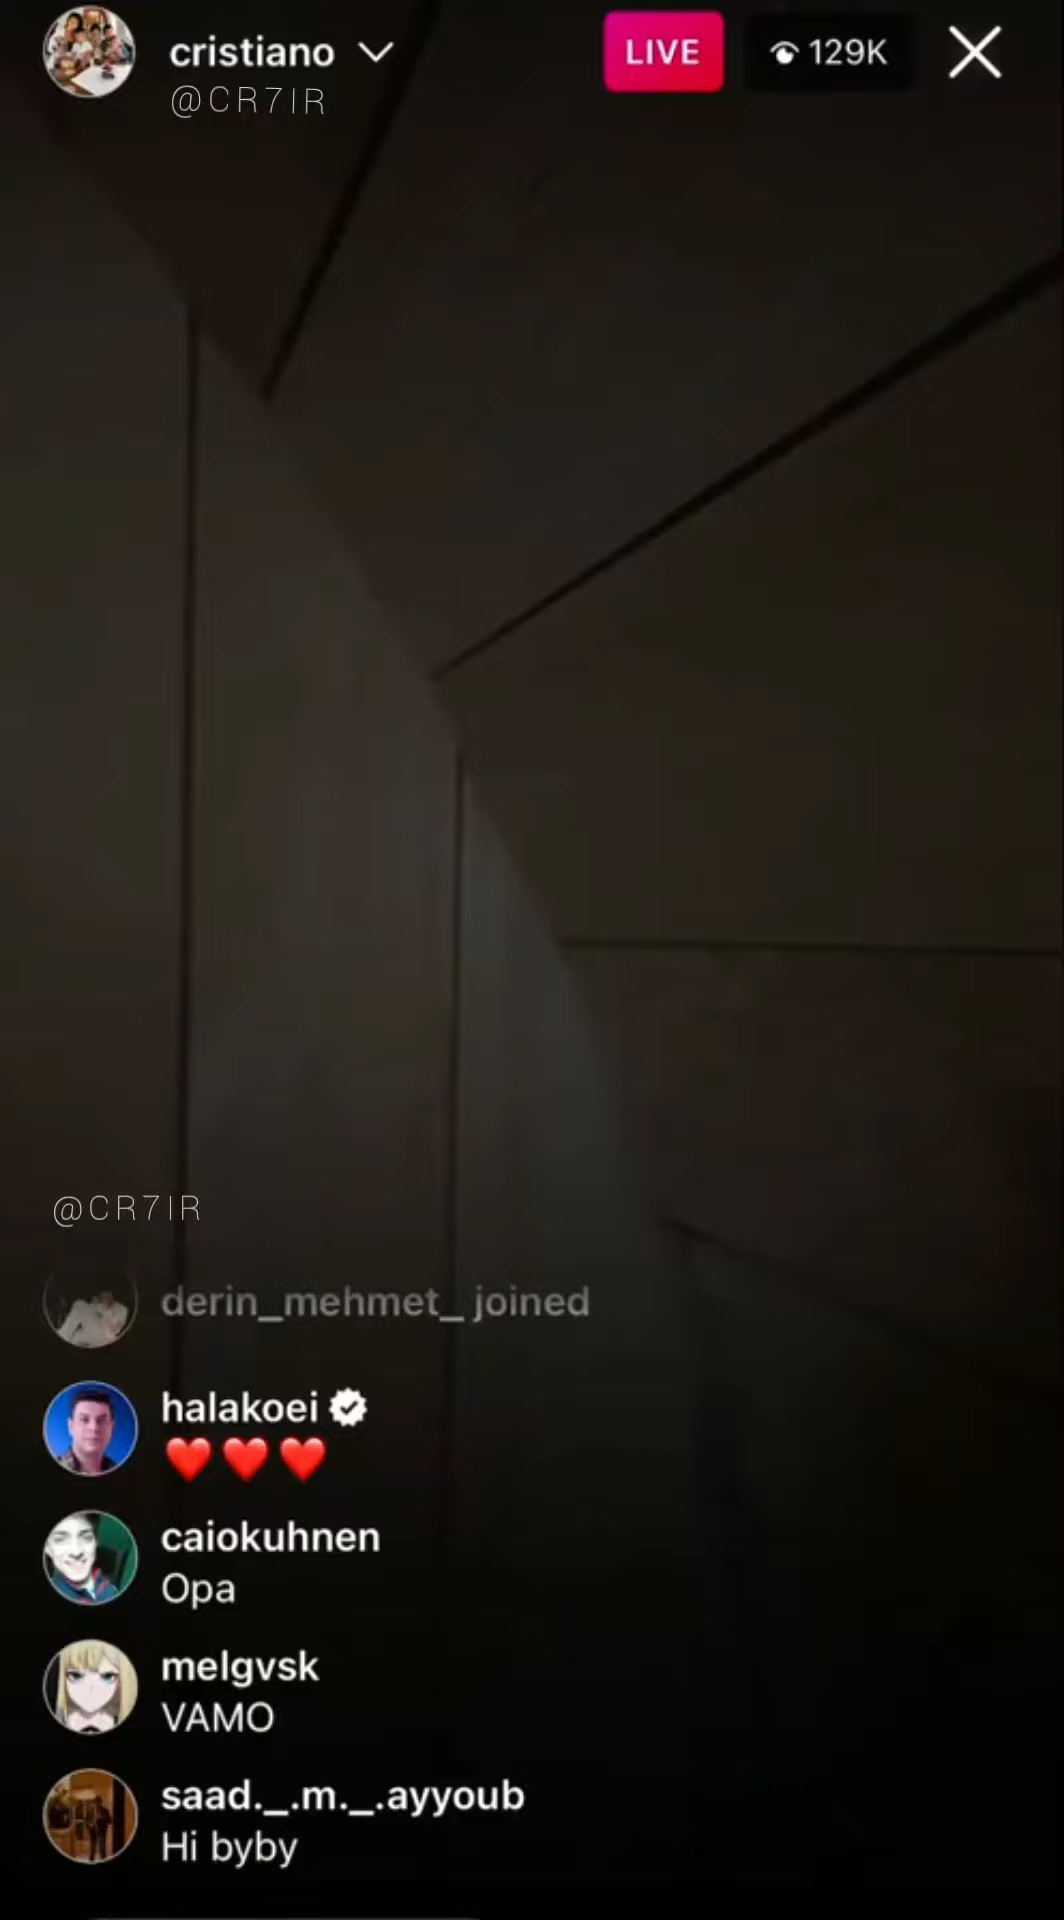 cristiano
LIVE
129K
@CR7IR
@CR7IR
derin_mehmet_ joined
halakoei
❤️❤️❤️
caiokuhnen
Opa
melgvsk
VAMO
saad._.m._.ayyoub
Hi byby